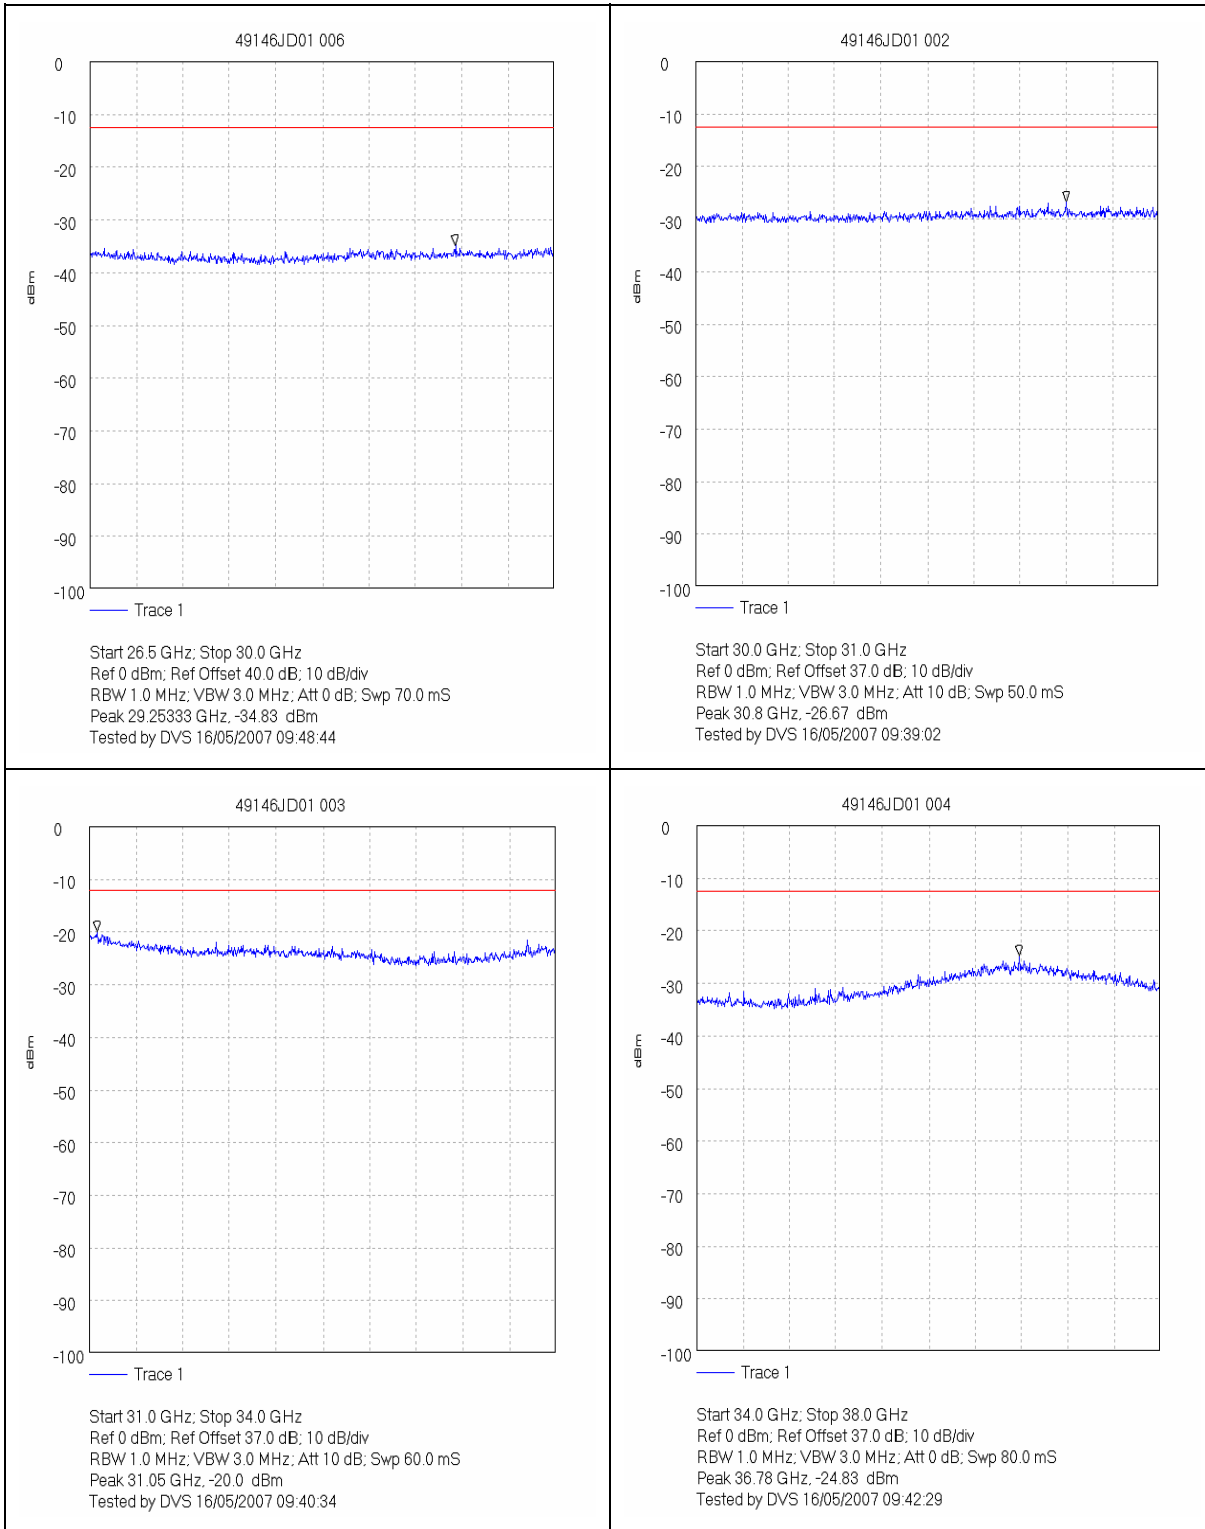 49146JD01 006
0
-10
-20
-30
-40
-50
-60
-70
-80
-90
-100
dBm
Trace 1
Start 26.5 GHz; Stop 30.0 GHz
Ref 0 dBm; Ref Offset 40.0 dB; 10 dB/div
RBW 1.0 MHz; VBW 3.0 MHz; Att 0 dB; Swp 70.0 mS
Peak 29.25333 GHz, -34.83 dBm
Tested by DVS 16/05/2007 09:48:44
49146JD01 002
0
-10
-20
-30
-40
-50
-60
-70
-80
-90
-100
dBm
Trace 1
Start 30.0 GHz; Stop 31.0 GHz
Ref 0 dBm; Ref Offset 37.0 dB; 10 dB/div
RBW 1.0 MHz; VBW 3.0 MHz; Att 10 dB; Swp 50.0 mS
Peak 30.8 GHz, -26.67 dBm
Tested by DVS 16/05/2007 09:39:02
49146JD01 003
0
-10
-20
-30
-40
-50
-60
-70
-80
-90
-100
dBm
Trace 1
Start 31.0 GHz; Stop 34.0 GHz
Ref 0 dBm; Ref Offset 37.0 dB; 10 dB/div
RBW 1.0 MHz; VBW 3.0 MHz; Att 10 dB; Swp 60.0 mS
Peak 31.05 GHz, -20.0 dBm
Tested by DVS 16/05/2007 09:40:34
49146JD01 004
0
-10
-20
-30
-40
-50
-60
-70
-80
-90
-100
dBm
Trace 1
Start 34.0 GHz; Stop 38.0 GHz
Ref 0 dBm; Ref Offset 37.0 dB; 10 dB/div
RBW 1.0 MHz; VBW 3.0 MHz; Att 0 dB; Swp 80.0 mS
Peak 36.78 GHz, -24.83 dBm
Tested by DVS 16/05/2007 09:42:29